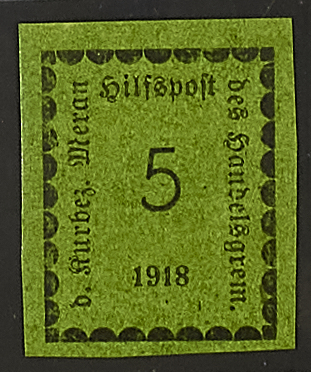 Hilfspost
des Handelsgrem.
d. Kurbez. Meran
5
1918